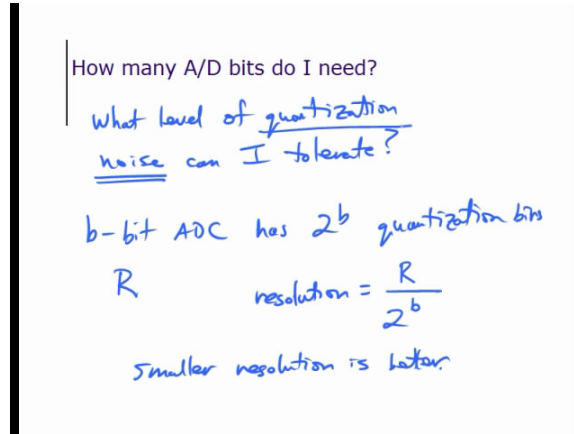 How many A/D bits do I need?
What level of quantization
noise can I tolerate?
b-bit ADC has 2^b quantization bins
R resolution = R / 2^b
Smaller resolution is better.